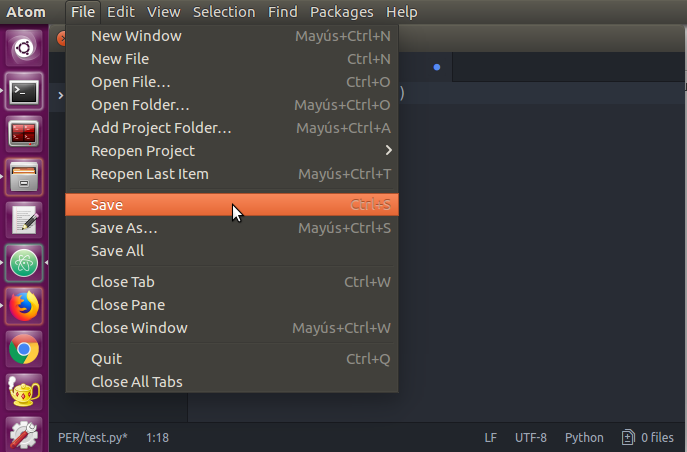 Atom File Edit View Selection Find Packages Help
New Window Mayús+Ctrl+N
New File Ctrl+N
Open File... Ctrl+O
Open Folder... Mayús+Ctrl+O
Add Project Folder... Mayús+Ctrl+A
Reopen Project
Reopen Last Item Mayús+Ctrl+T
Save Ctrl+S
Save As... Mayús+Ctrl+S
Save All
Close Tab Ctrl+W
Close Pane
Close Window Mayús+Ctrl+W
Quit Ctrl+Q
Close All Tabs
PER/test.py* 1:18 LF UTF-8 Python 0 files